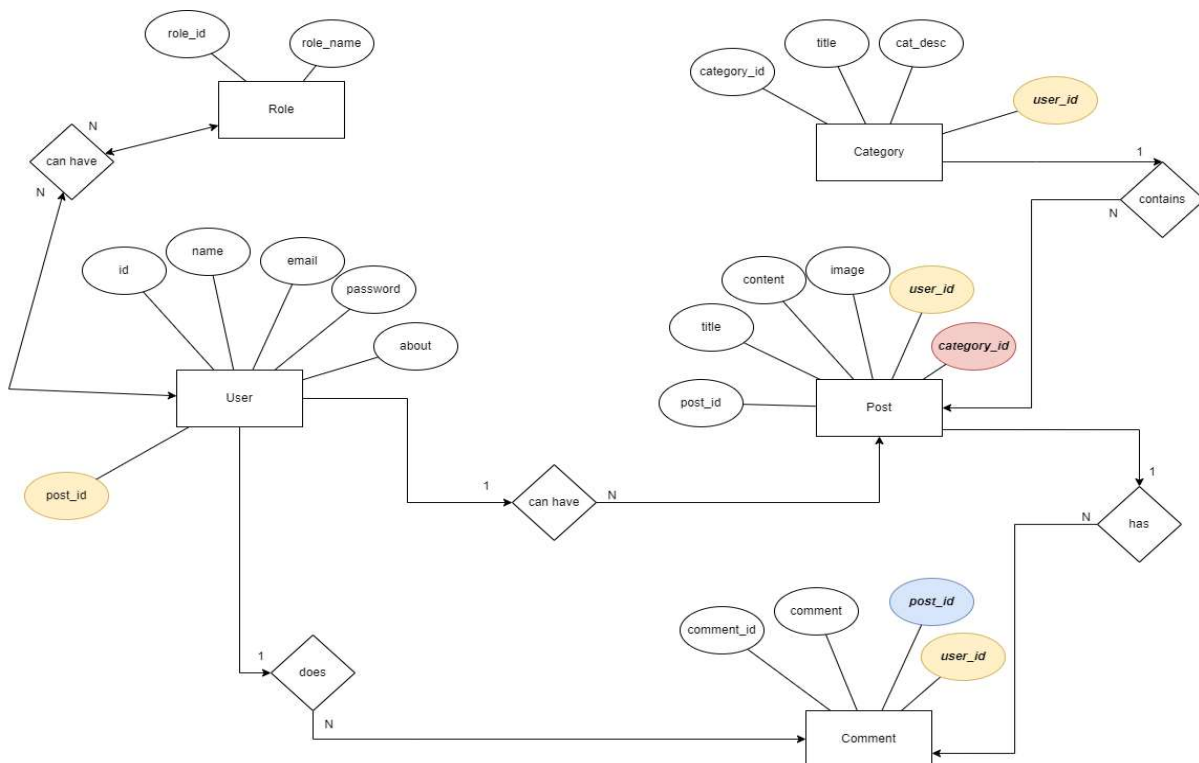 role_id
role_name
Role
N
can have
N
category_id
title
cat_desc
user_id
Category
1
contains
N
id
name
email
password
about
User
post_id
title
content
image
user_id
category_id
post_id
Post
1
can have
N
1
has
N
comment_id
comment
post_id
user_id
1
does
N
Comment